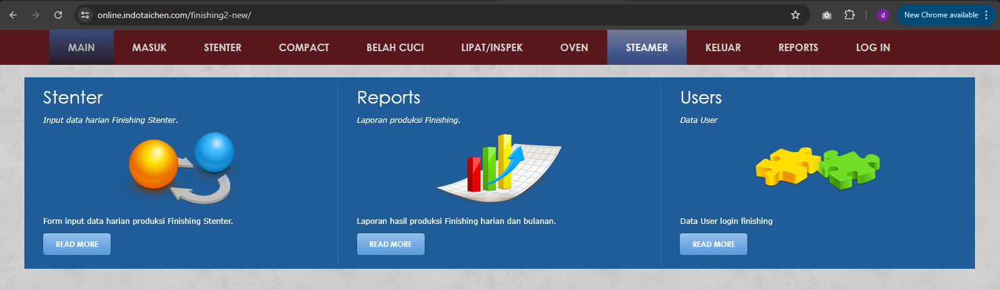 online.indotaichen.com/finishing2-new/
d
New Chrome available
MAIN MASUK STENTER COMPACT BELAH CUCI LIPAT/INSPEK OVEN STEAMER KELUAR REPORTS LOG IN
Stenter
Input data harian Finishing Stenter.
Form input data harian produksi Finishing Stenter.
READ MORE
Reports
Laporan produksi Finishing.
Laporan hasil produksi Finishing harian dan bulanan.
READ MORE
Users
Data User
Data User login finishing
READ MORE